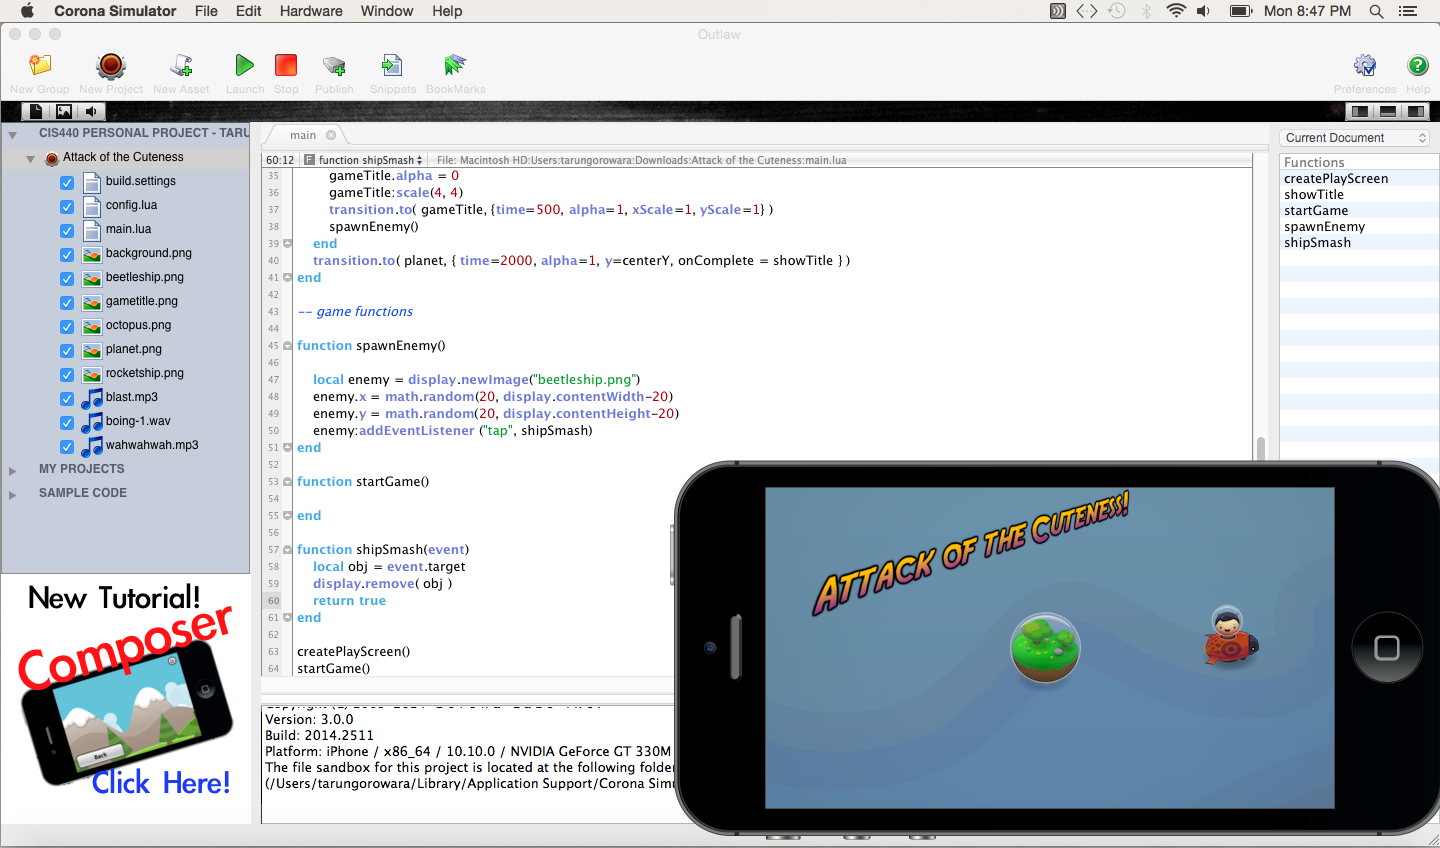 Corona Simulator File Edit Hardware Window Help Mon 8:47 PM
Outlaw
New Group New Project New Asset Launch Stop Publish Snippets BookMarks Preferences Help
CIS440 PERSONAL PROJECT - TARU
Attack of the Cuteness
build.settings
config.lua
main.lua
background.png
beetleship.png
gametitle.png
octopus.png
planet.png
rocketship.png
blast.mp3
boing-1.wav
wahwahwah.mp3
MY PROJECTS
SAMPLE CODE
New Tutorial!
Composer
Back
Click Here!
main
60:12 F function shipSmash File: Macintosh HD:Users:tarungorowara:Downloads:Attack of the Cuteness:main.lua
35 gameTitle.alpha = 0
36 gameTitle:scale(4, 4)
37 transition.to( gameTitle, {time=500, alpha=1, xScale=1, yScale=1} )
38 spawnEnemy()
39 end
40 transition.to( planet, { time=2000, alpha=1, y=centerY, onComplete = showTitle } )
41 end
42
43 -- game functions
44
45 function spawnEnemy()
46
47 local enemy = display.newImage("beetleship.png")
48 enemy.x = math.random(20, display.contentWidth-20)
49 enemy.y = math.random(20, display.contentHeight-20)
50 enemy:addEventListener ("tap", shipSmash)
51 end
52
53 function startGame()
54
55 end
56
57 function shipSmash(event)
58 local obj = event.target
59 display.remove( obj )
60 return true
61 end
62
63 createPlayScreen()
64 startGame()
Version: 3.0.0
Build: 2014.2511
Platform: iPhone / x86_64 / 10.10.0 / NVIDIA GeForce GT 330M
The file sandbox for this project is located at the following folde
(/Users/tarungorowara/Library/Application Support/Corona Simu
Current Document
Functions
createPlayScreen
showTitle
startGame
spawnEnemy
shipSmash
ATTACK OF THE CUTENESS!